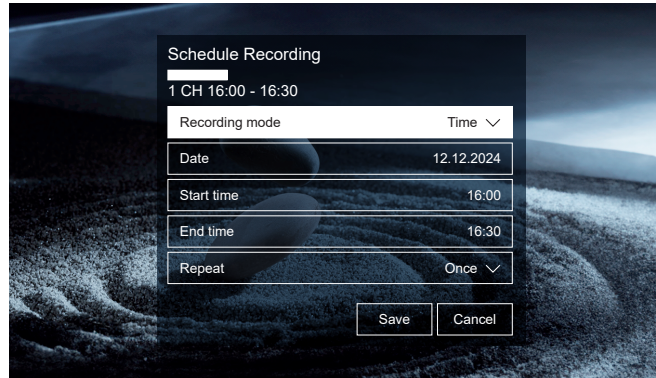 Schedule Recording
1 CH 16:00 - 16:30
Recording mode Time
Date 12.12.2024
Start time 16:00
End time 16:30
Repeat Once
Save Cancel